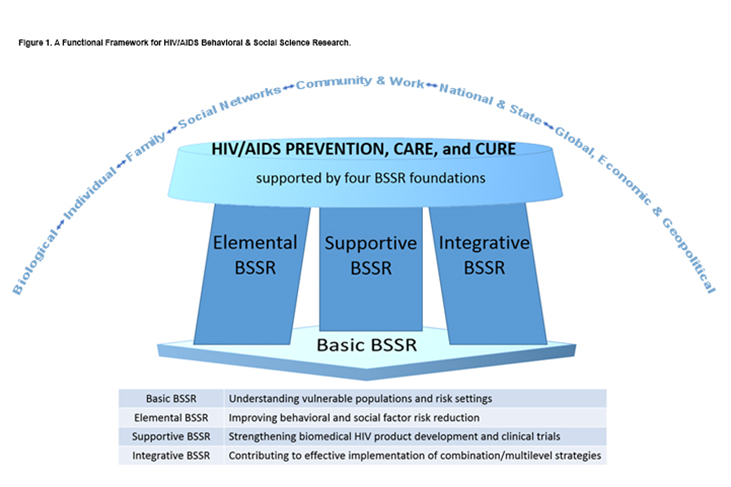 Figure 1. A Functional Framework for HIV/AIDS Behavioral & Social Science Research.
Biological↔Individual↔Family↔Social Networks↔Community & Work↔National & State↔Global, Economic & Geopolitical
HIV/AIDS PREVENTION, CARE, and CURE
supported by four BSSR foundations
Elemental
BSSR
Supportive
BSSR
Integrative
BSSR
Basic BSSR
Basic BSSR Understanding vulnerable populations and risk settings
Elemental BSSR Improving behavioral and social factor risk reduction
Supportive BSSR Strengthening biomedical HIV product development and clinical trials
Integrative BSSR Contributing to effective implementation of combination/multilevel strategies